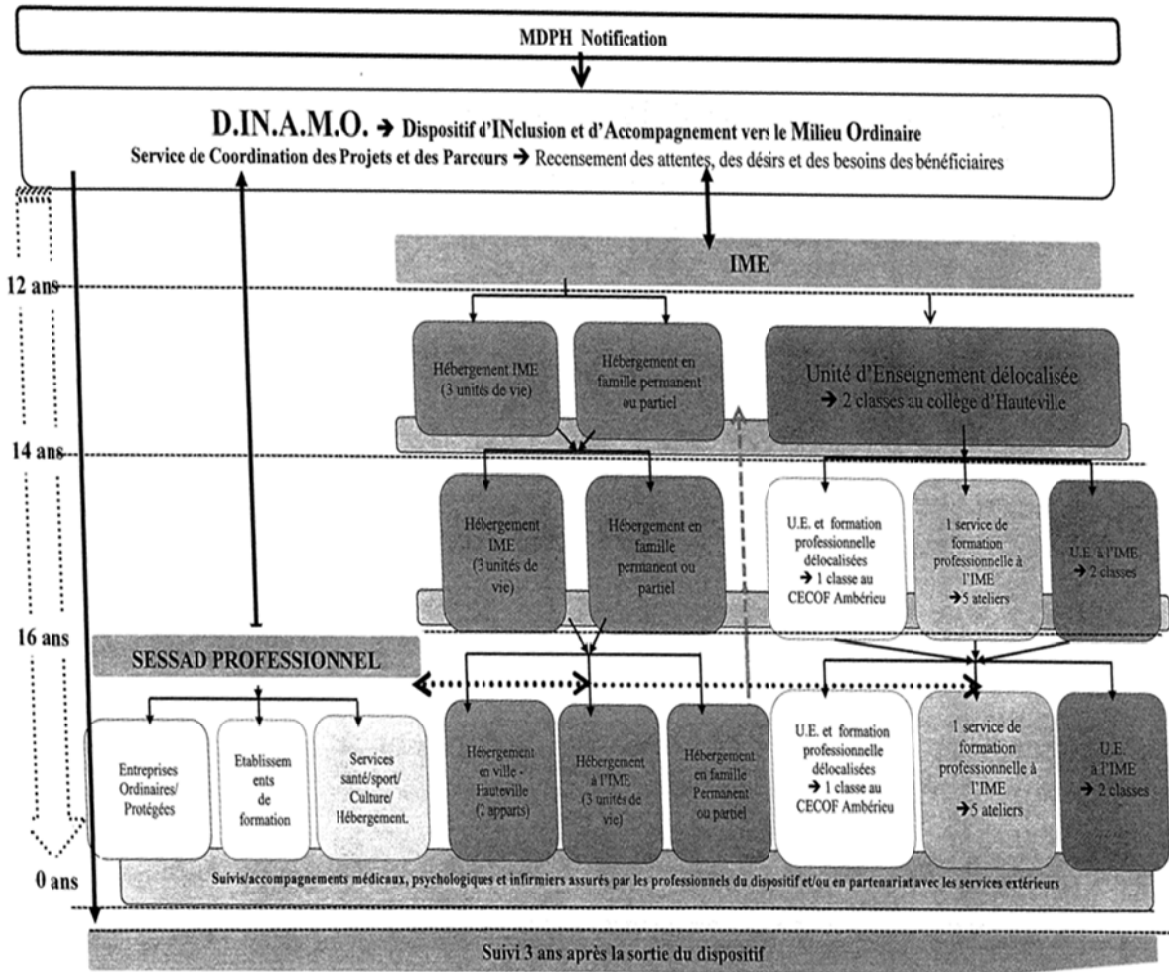 MDPH Notification
D.IN.A.M.O. ➔ Dispositif d'INclusion et d'Accompagnement vers le Milieu Ordinaire
Service de Coordination des Projets et des Parcours ➔ Recensement des attentes, des désirs et des besoins des bénéficiaires
IME
12 ans
Hébergement IME
(3 unités de vie)
Hébergement en
famille permanent
ou partiel
Unité d'Enseignement délocalisée
➔ 2 classes au collège d'Hauteville
14 ans
Hébergement
IME
(3 unités de
vie)
Hébergement en
famille
permanent ou
partiel
U.E. et formation
professionnelle
délocalisées
➔ 1 classe au
CECOF Ambérieu
1 service de
formation
professionnelle à
l'IME
➔5 ateliers
U.E. à l'IME
➔ 2 classes
16 ans
SESSAD PROFESSIONNEL
Entreprises
Ordinaires/
Protégées
Etablissem
ents
de
formation
Services
santé/sport/
Culture/
Hébergement.
Hébergement
en ville -
Hauteville
(2 apparts)
Hébergement
à l'IME
(3 unités de
vie)
Hébergement
en famille
Permanent
ou partiel
U.E. et formation
professionnelle
délocalisées
➔ 1 classe au
CECOF Ambérieu
1 service de
formation
professionnelle à
l'IME
➔5 ateliers
U.E.
à l'IME
➔ 2 classes
0 ans
Suivis/accompagnements médicaux, psychologiques et infirmiers assurés par les professionnels du dispositif et/ou en partenariat avec les services extérieurs
Suivi 3 ans après la sortie du dispositif